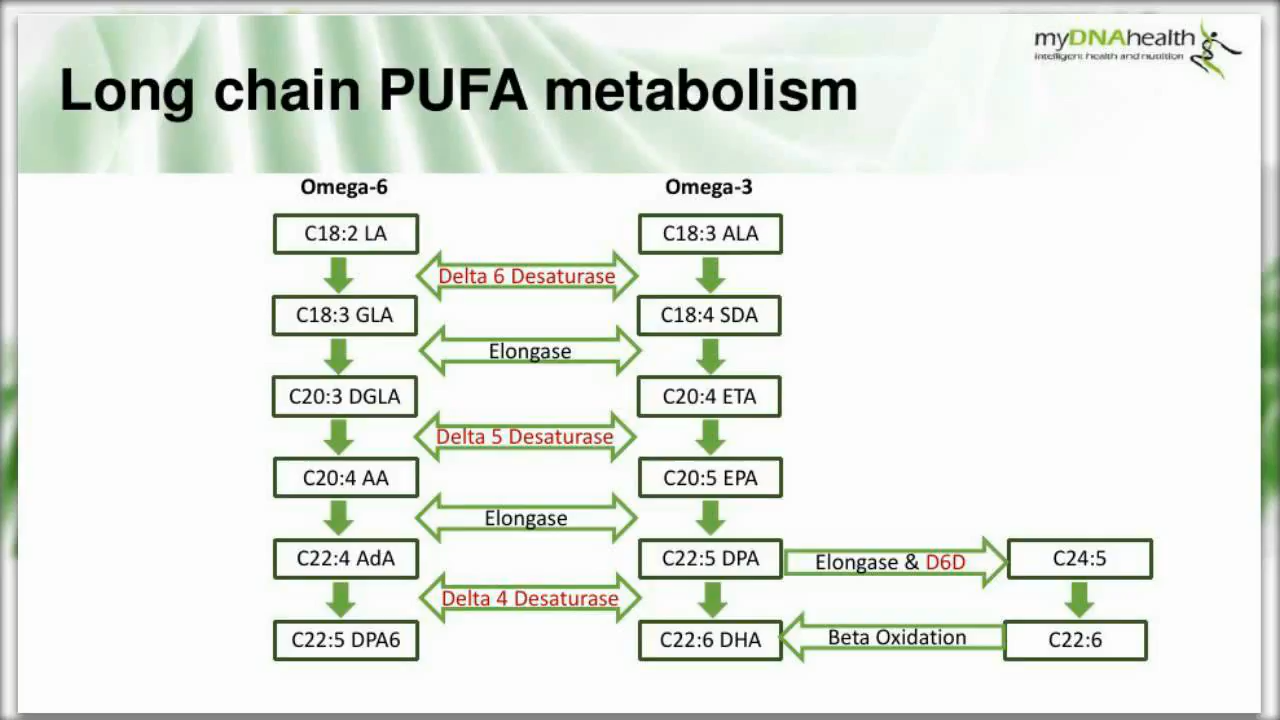 myDNAhealth
intelligent health and nutrition
Long chain PUFA metabolism
Omega-6
Omega-3
C18:2 LA
C18:3 ALA
Delta 6 Desaturase
C18:3 GLA
C18:4 SDA
Elongase
C20:3 DGLA
C20:4 ETA
Delta 5 Desaturase
C20:4 AA
C20:5 EPA
Elongase
C22:4 AdA
C22:5 DPA
Elongase & D6D
C24:5
Delta 4 Desaturase
C22:5 DPA6
C22:6 DHA
Beta Oxidation
C22:6